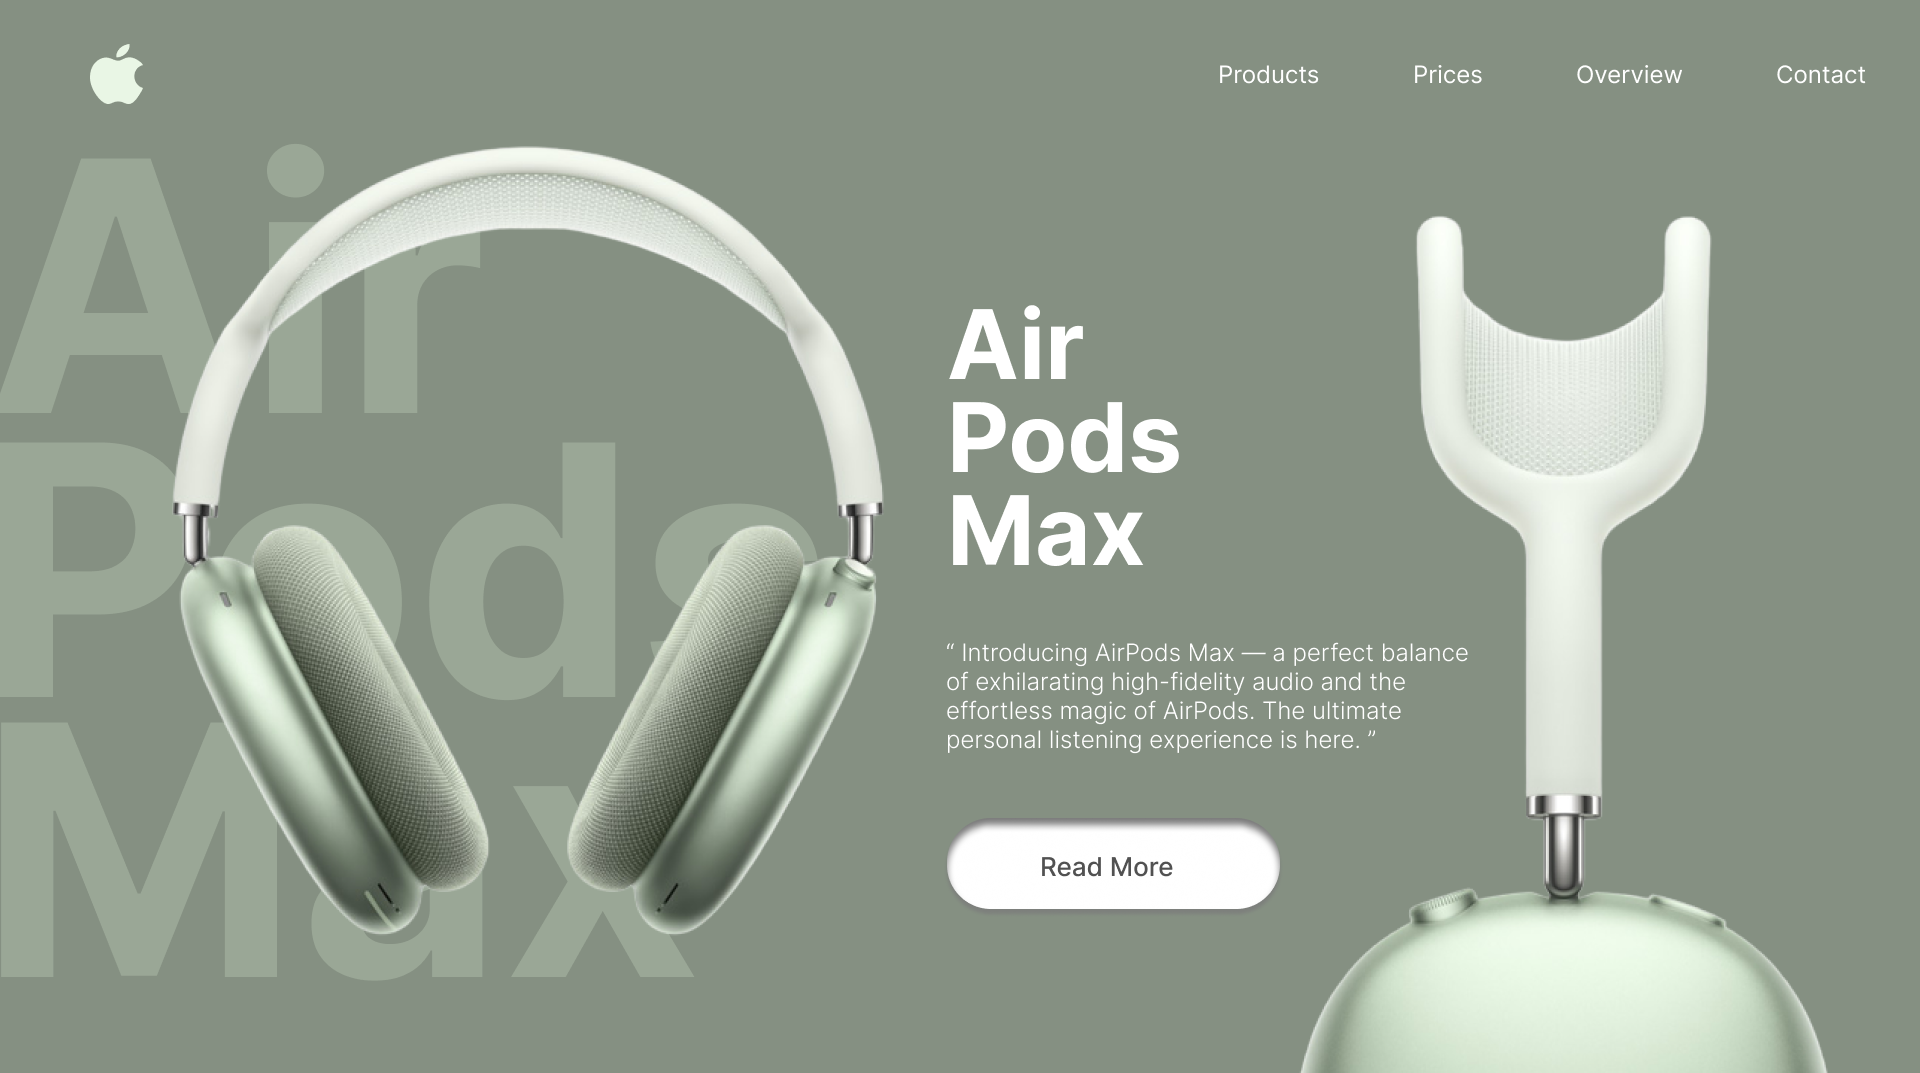 Products Prices Overview Contact
Air
Pods
Max
Air
Pods
Max
“ Introducing AirPods Max — a perfect balance
of exhilarating high-fidelity audio and the
effortless magic of AirPods. The ultimate
personal listening experience is here. ”
Read More